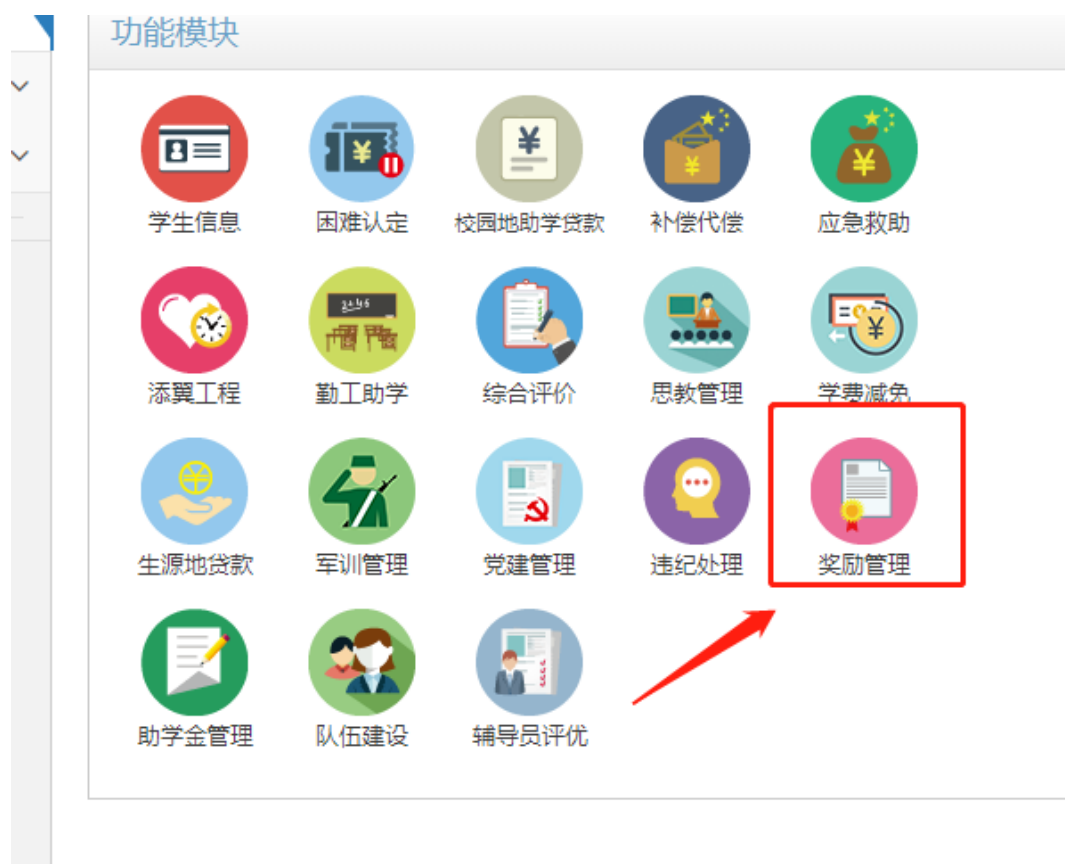 功能模块
学生信息
困难认定
校园地助学贷款
补偿代偿
应急救助
添翼工程
勤工助学
综合评价
思教管理
学费减免
生源地贷款
军训管理
党建管理
违纪处理
奖励管理
助学金管理
队伍建设
辅导员评优